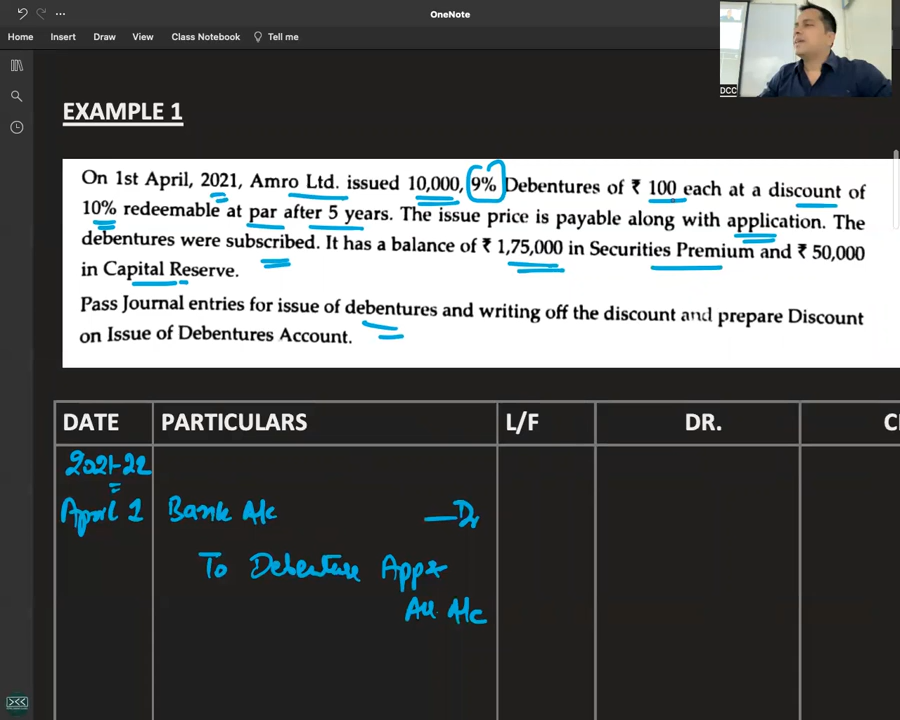 OneNote
Home Insert Draw View Class Notebook Tell me
DCC
EXAMPLE 1
On 1st April, 2021, Amro Ltd. issued 10,000, 9% Debentures of ₹ 100 each at a discount of
10% redeemable at par after 5 years. The issue price is payable along with application. The
debentures were subscribed. It has a balance of ₹ 1,75,000 in Securities Premium and ₹ 50,000
in Capital Reserve.
Pass Journal entries for issue of debentures and writing off the discount and prepare Discount
on Issue of Debentures Account.
DATE PARTICULARS L/F DR. C
2021-22
April 1 Bank A/c —Dr
To Debenture Appx
All. A/c